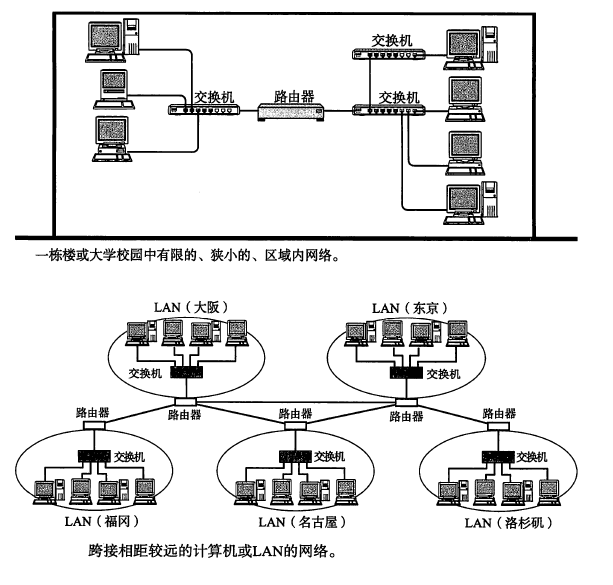 交换机
交换机
路由器
交换机
一栋楼或大学校园中有限的、狭小的、区域内网络。
LAN（大阪）
LAN（东京）
交换机
交换机
路由器
路由器
路由器
路由器
路由器
交换机
交换机
交换机
LAN（福冈）
LAN（名古屋）
LAN（洛杉矶）
跨接相距较远的计算机或LAN的网络。